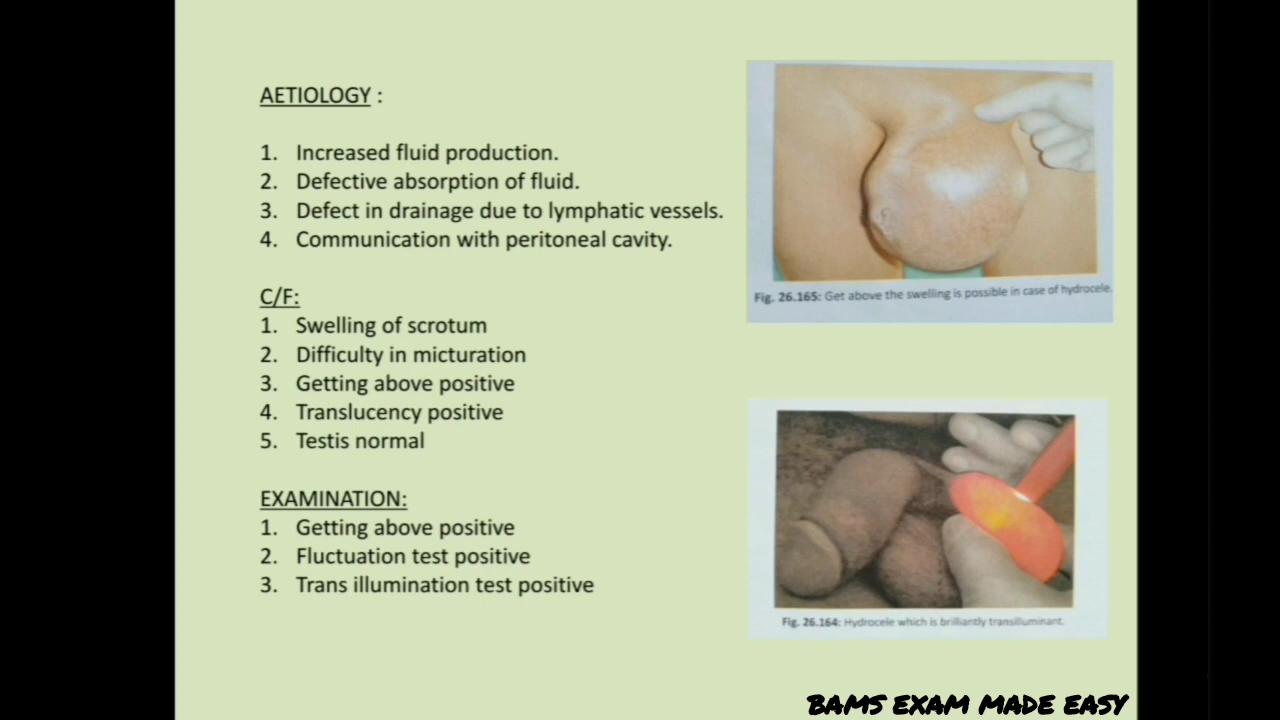 AETIOLOGY :
1. Increased fluid production.
2. Defective absorption of fluid.
3. Defect in drainage due to lymphatic vessels.
4. Communication with peritoneal cavity.
C/F:
1. Swelling of scrotum
2. Difficulty in micturation
3. Getting above positive
4. Translucency positive
5. Testis normal
EXAMINATION:
1. Getting above positive
2. Fluctuation test positive
3. Trans illumination test positive
Fig. 26.165: Get above the swelling is possible in case of hydrocele.
Fig. 26.164: Hydrocele which is brilliantly transilluminant.
BAMS EXAM MADE EASY